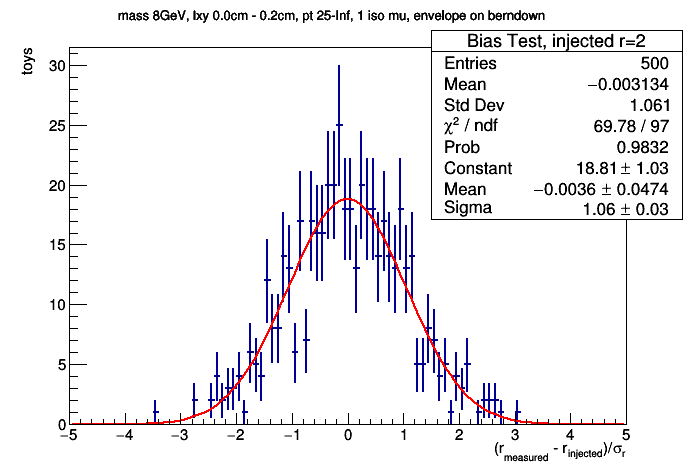 mass 8GeV, lxy 0.0cm - 0.2cm, pt 25-Inf, 1 iso mu, envelope on berndown
Bias Test, injected r=2
Entries 500
Mean −0.003134
Std Dev 1.061
χ² / ndf 69.78 / 97
Prob 0.9832
Constant 18.81 ± 1.03
Mean −0.0036 ± 0.0474
Sigma 1.06 ± 0.03
toys
30
25
20
15
10
5
0
−5 −4 −3 −2 −1 0 1 2 3 4 5
(r_measured - r_injected)/σ_r